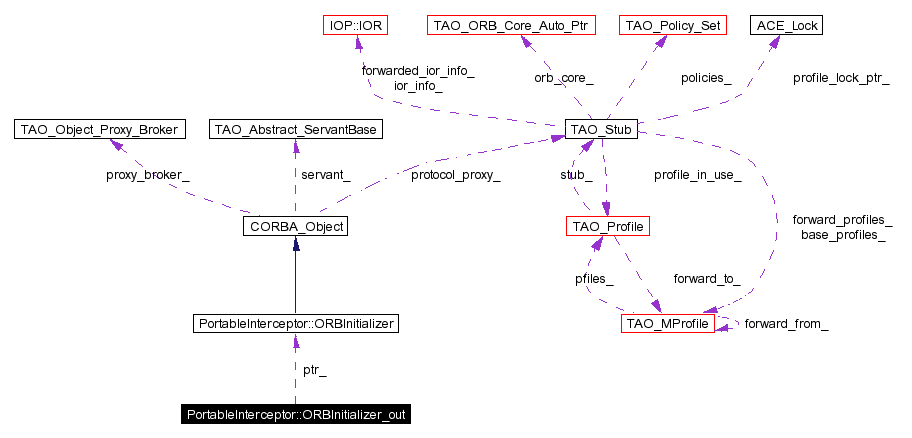 IOP::IOR
TAO_ORB_Core_Auto_Ptr
TAO_Policy_Set
ACE_Lock
forwarded_ior_info_
ior_info_
orb_core_
policies_
profile_lock_ptr_
TAO_Object_Proxy_Broker
TAO_Abstract_ServantBase
TAO_Stub
proxy_broker_
servant_
protocol_proxy_
stub_
profile_in_use_
CORBA_Object
TAO_Profile
forward_profiles_
base_profiles_
pfiles_
forward_to_
PortableInterceptor::ORBInitializer
TAO_MProfile
forward_from_
ptr_
PortableInterceptor::ORBInitializer_out